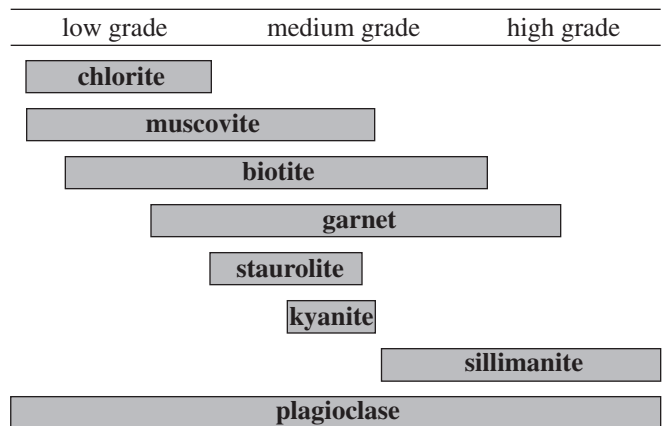 low grade medium grade high grade
chlorite
muscovite
biotite
garnet
staurolite
kyanite
sillimanite
plagioclase